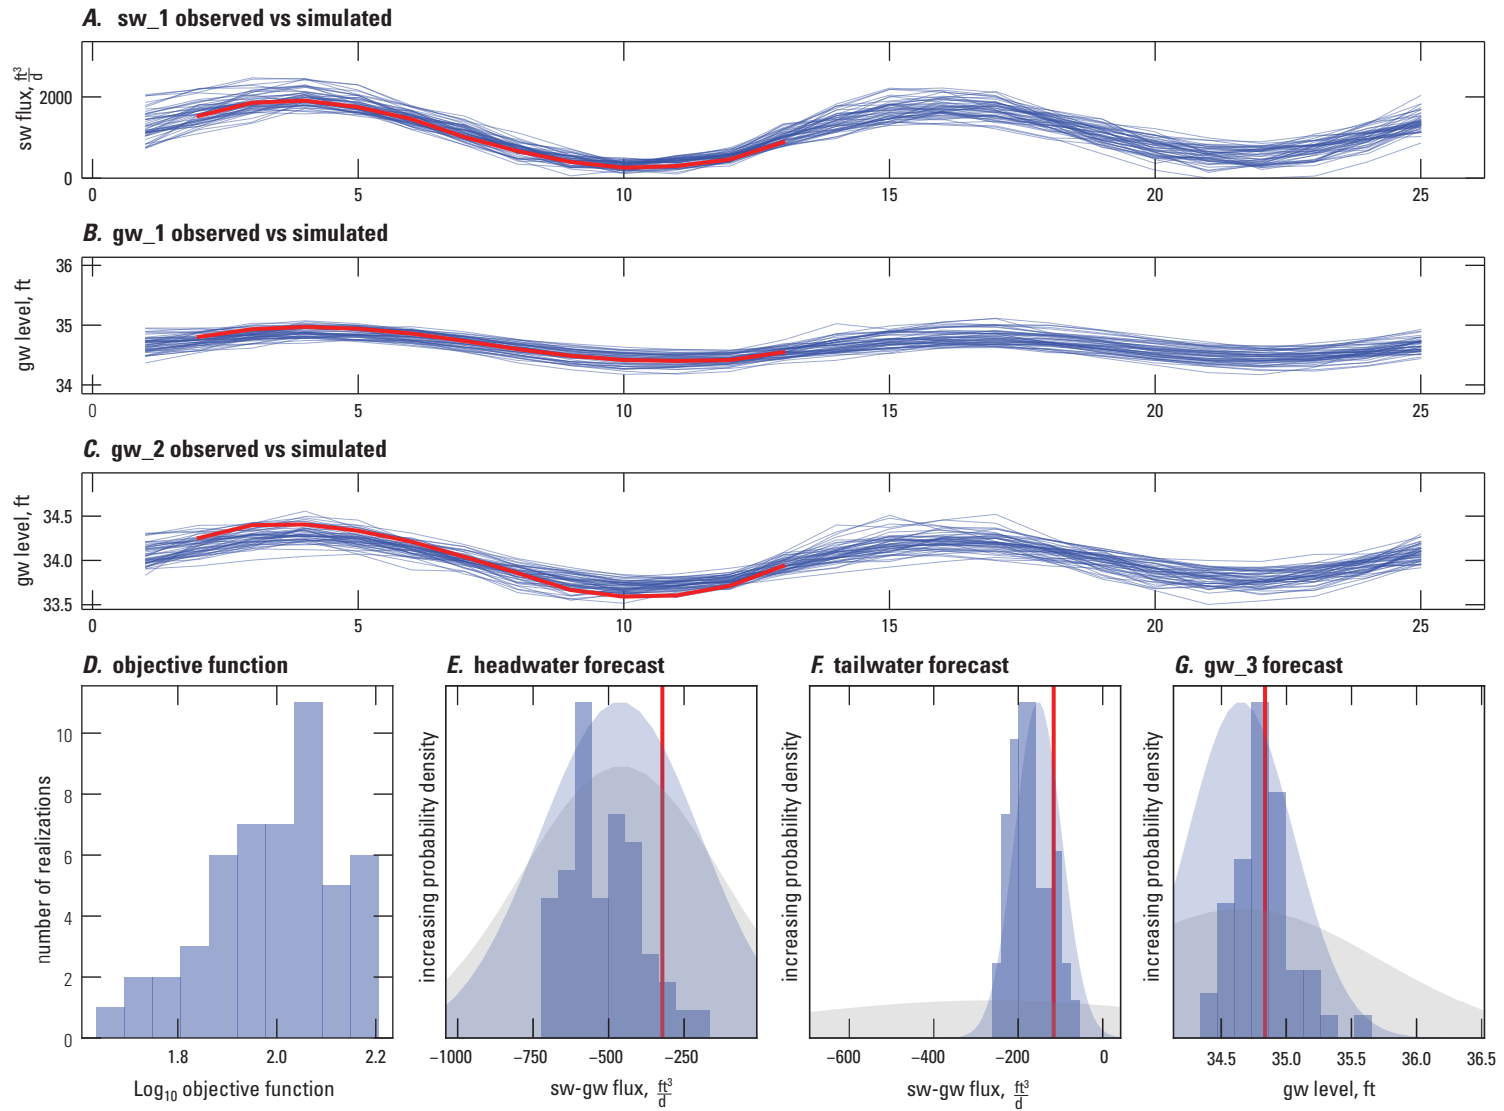 A. sw_1 observed vs simulated
sw flux, ft³/d
2000
0
0 5 10 15 20 25
B. gw_1 observed vs simulated
gw level, ft
36
35
34
0 5 10 15 20 25
C. gw_2 observed vs simulated
gw level, ft
34.5
34.0
33.5
0 5 10 15 20 25
D. objective function
number of realizations
10
8
6
4
2
0
1.8 2.0 2.2
Log₁₀ objective function
E. headwater forecast
increasing probability density
−1000 −750 −500 −250
sw-gw flux, ft³/d
F. tailwater forecast
increasing probability density
−600 −400 −200 0
sw-gw flux, ft³/d
G. gw_3 forecast
increasing probability density
34.5 35.0 35.5 36.0 36.5
gw level, ft